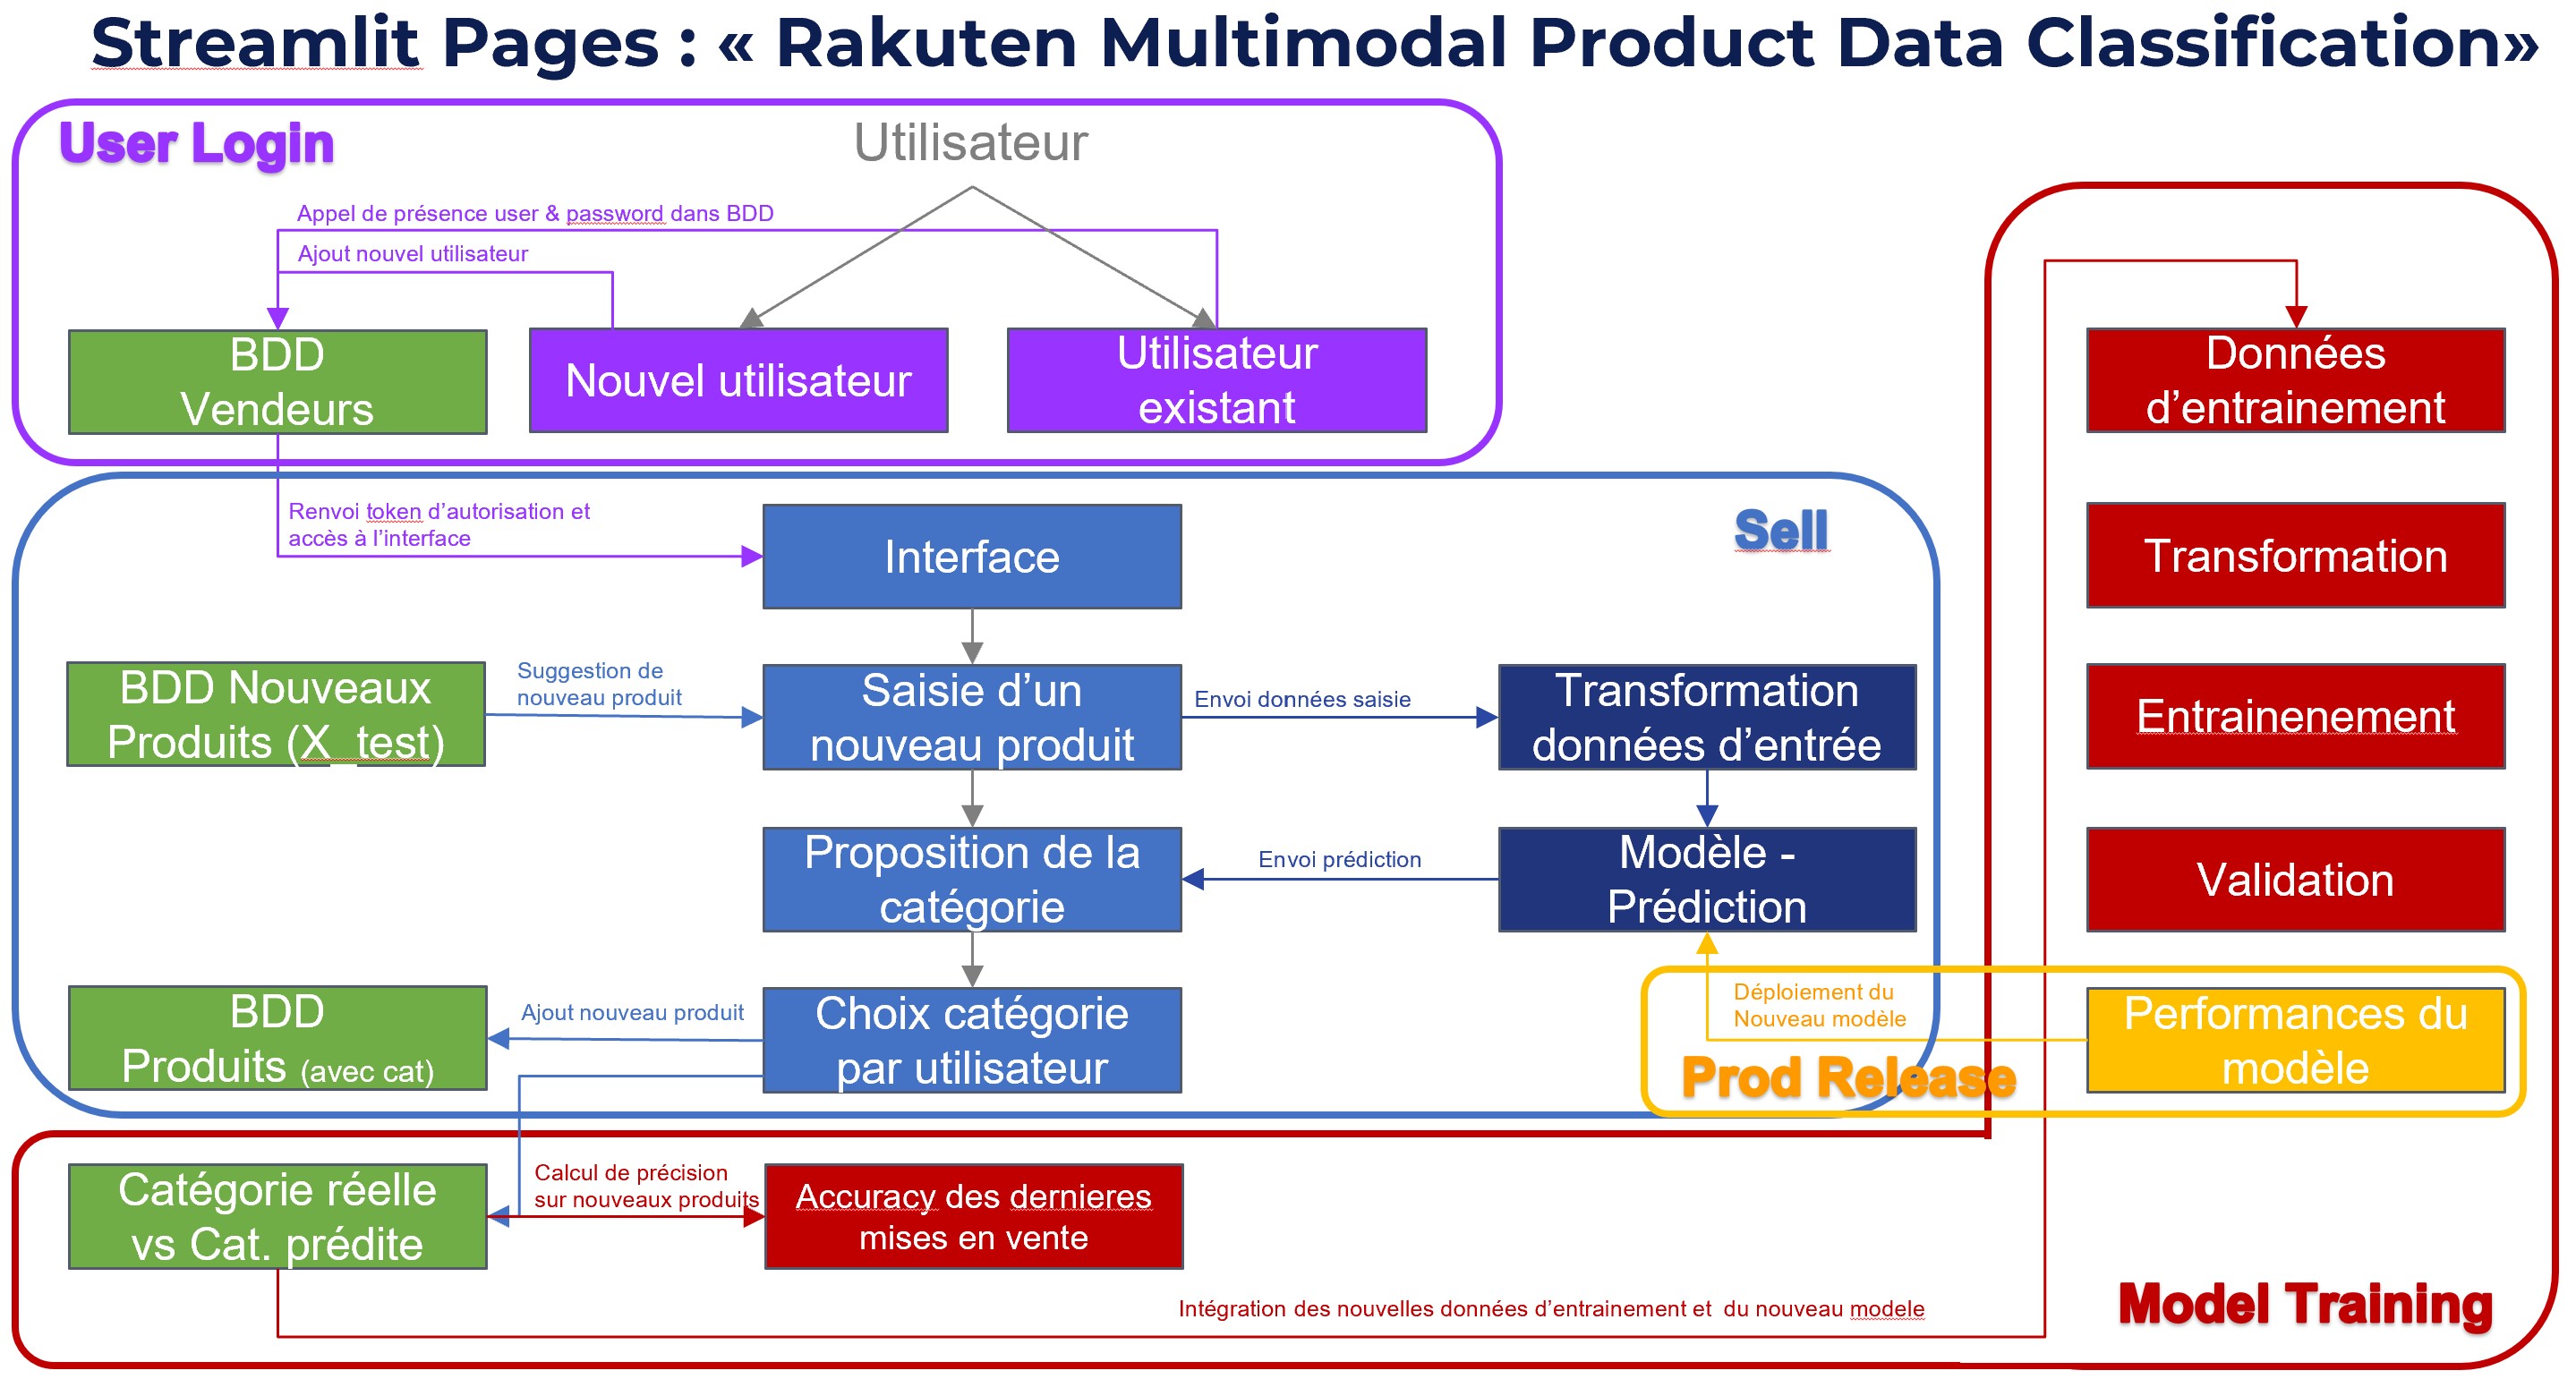 Streamlit Pages : « Rakuten Multimodal Product Data Classification»
User Login
Utilisateur
Appel de présence user & password dans BDD
Ajout nouvel utilisateur
BDD
Vendeurs
Nouvel utilisateur
Utilisateur
existant
Données
d’entrainement
Renvoi token d’autorisation et
accès à l’interface
Interface
Sell
Transformation
BDD Nouveaux
Produits (X_test)
Suggestion de
nouveau produit
Saisie d’un
nouveau produit
Envoi données saisie
Transformation
données d’entrée
Entrainenement
Proposition de la
catégorie
Envoi prédiction
Modèle -
Prédiction
Validation
BDD
Produits (avec cat)
Ajout nouveau produit
Choix catégorie
par utilisateur
Déploiement du
Nouveau modèle
Prod Release
Performances du
modèle
Catégorie réelle
vs Cat. prédite
Calcul de précision
sur nouveaux produits
Accuracy des dernieres
mises en vente
Intégration des nouvelles données d’entrainement et  du nouveau modele
Model Training